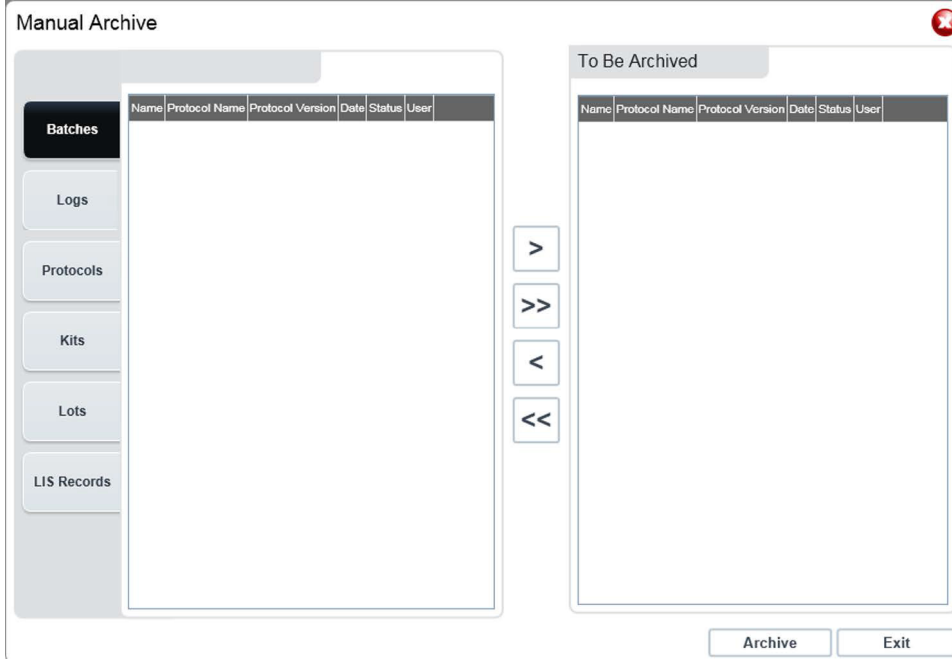 Manual Archive
To Be Archived
Name Protocol Name Protocol Version Date Status User
Name Protocol Name Protocol Version Date Status User
Batches
Logs
Protocols
Kits
Lots
LIS Records
>
>>
<
<<
Archive Exit